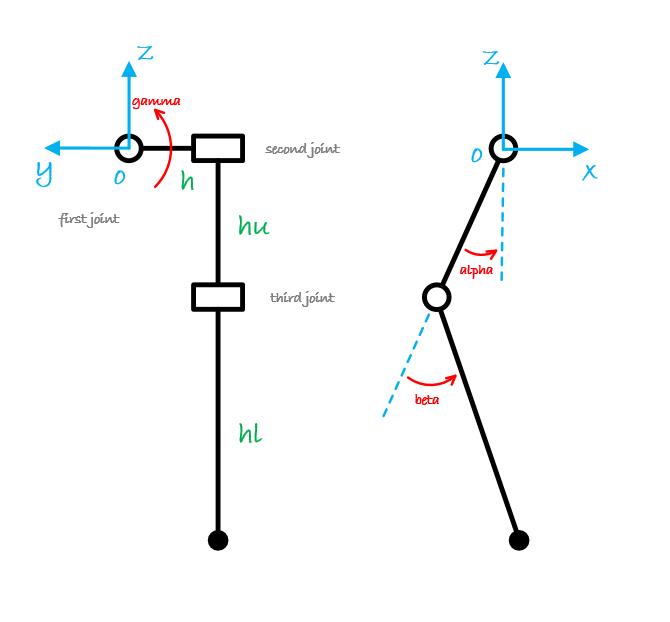 z
gamma
y
o
h
second joint
first joint
hu
third joint
hl
z
o
x
alpha
beta